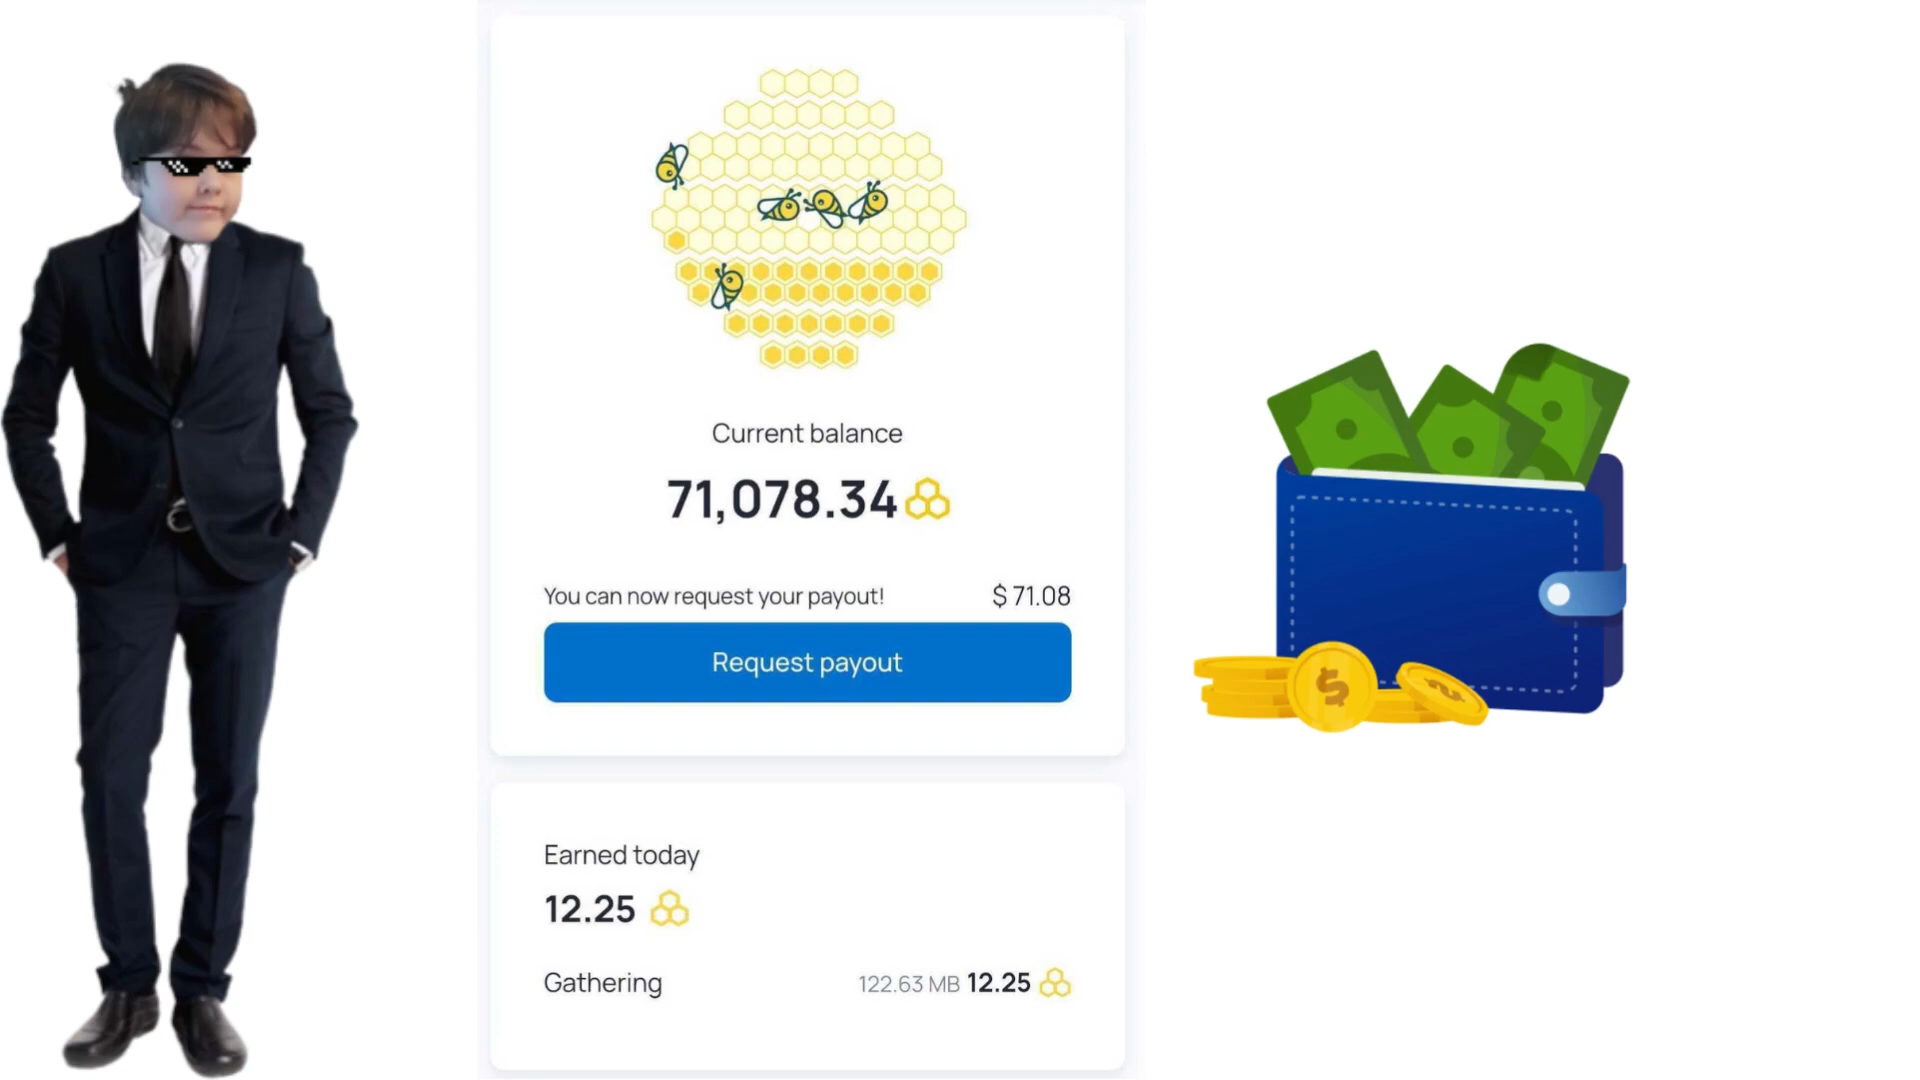 Current balance
71,078.34
You can now request your payout! $ 71.08
Request payout
Earned today
12.25
Gathering 122.63 MB 12.25
$